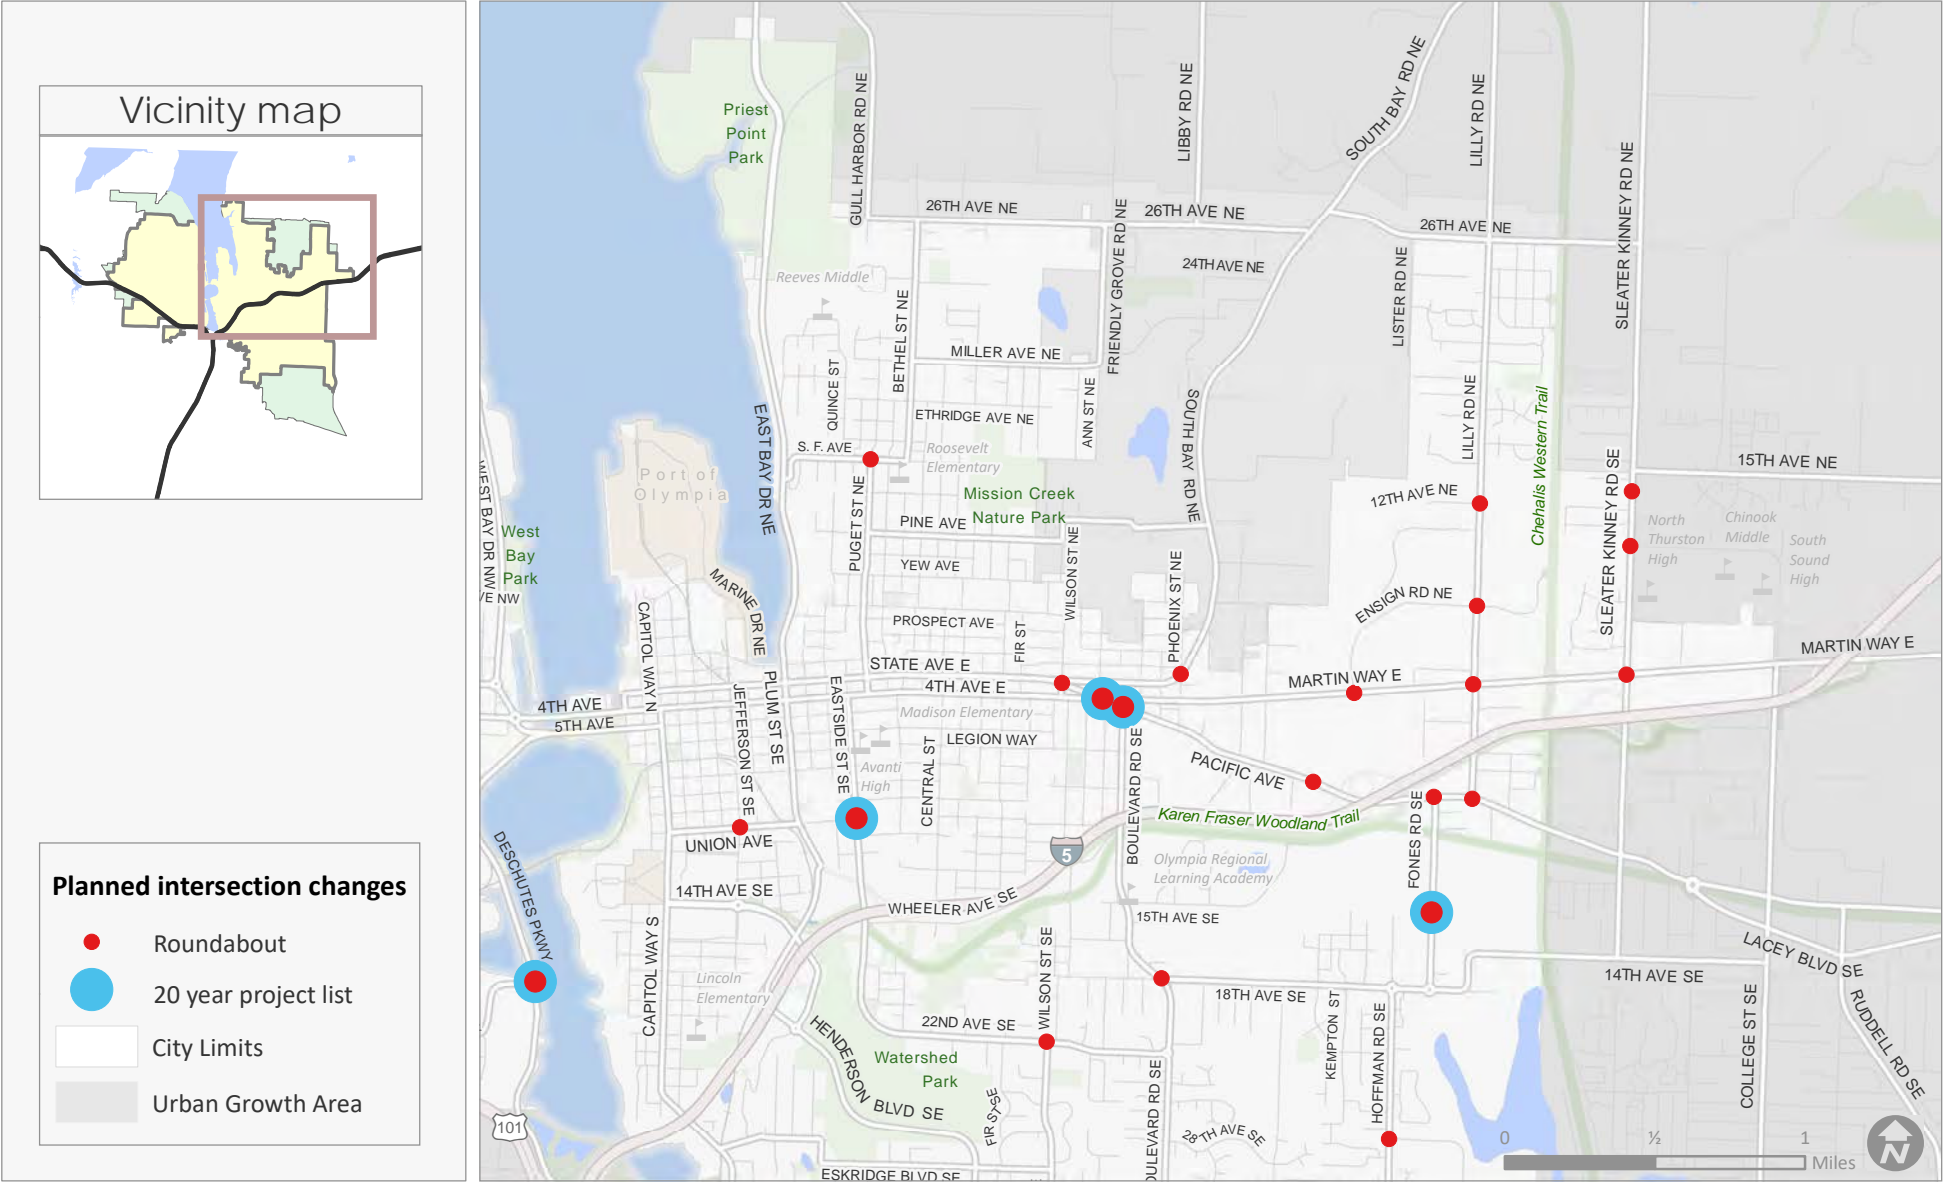 Vicinity map
Planned intersection changes
Roundabout
20 year project list
City Limits
Urban Growth Area
Priest
Point
Park
GULL HARBOR RD NE
LIBBY RD NE
SOUTH BAY RD NE
LILLY RD NE
SLEATER KINNEY RD NE
26TH AVE NE
26TH AVE NE
26TH AVE NE
FRIENDLY GROVE RD NE
24TH AVE NE
LISTER RD NE
Reeves Middle
BETHEL ST NE
QUINCE ST
MILLER AVE NE
ETHRIDGE AVE NE
ANN ST NE
SOUTH BAY RD NE
LILLY RD NE
Chehalis Western Trail
EAST BAY DR NE
S. F. AVE
Roosevelt
Elementary
Port of
Olympia
Mission Creek
Nature Park
PUGET ST NE
PINE AVE
YEW AVE
WEST BAY DR NW
West
Bay
Park
VE NW
12TH AVE NE
15TH AVE NE
SLEATER KINNEY RD SE
North
Thurston
High
Chinook
Middle
South
Sound
High
MARINE DR NE
CAPITOL WAY N
WILSON ST NE
PHOENIX ST NE
ENSIGN RD NE
PROSPECT AVE
FIR ST
STATE AVE E
4TH AVE E
4TH AVE
5TH AVE
JEFFERSON ST SE
PLUM ST SE
EASTSIDE ST SE
MARTIN WAY E
MARTIN WAY E
Madison Elementary
LEGION WAY
CENTRAL ST
Avanti
High
BOULEVARD RD SE
PACIFIC AVE
Karen Fraser Woodland Trail
FONES RD SE
UNION AVE
DESCHUTES PKWY
5
Olympia Regional
Learning Academy
14TH AVE SE
WHEELER AVE SE
15TH AVE SE
CAPITOL WAY S
Lincoln
Elementary
WILSON ST SE
18TH AVE SE
14TH AVE SE
LACEY BLVD SE
RUDDELL RD SE
COLLEGE ST SE
KEMPTON ST
HOFFMAN RD SE
22ND AVE SE
HENDERSON BLVD SE
Watershed
Park
FIR ST SE
OULEVARD RD SE
28TH AVE SE
101
ESKRIDGE BLVD SE
0 ½ 1
Miles
N